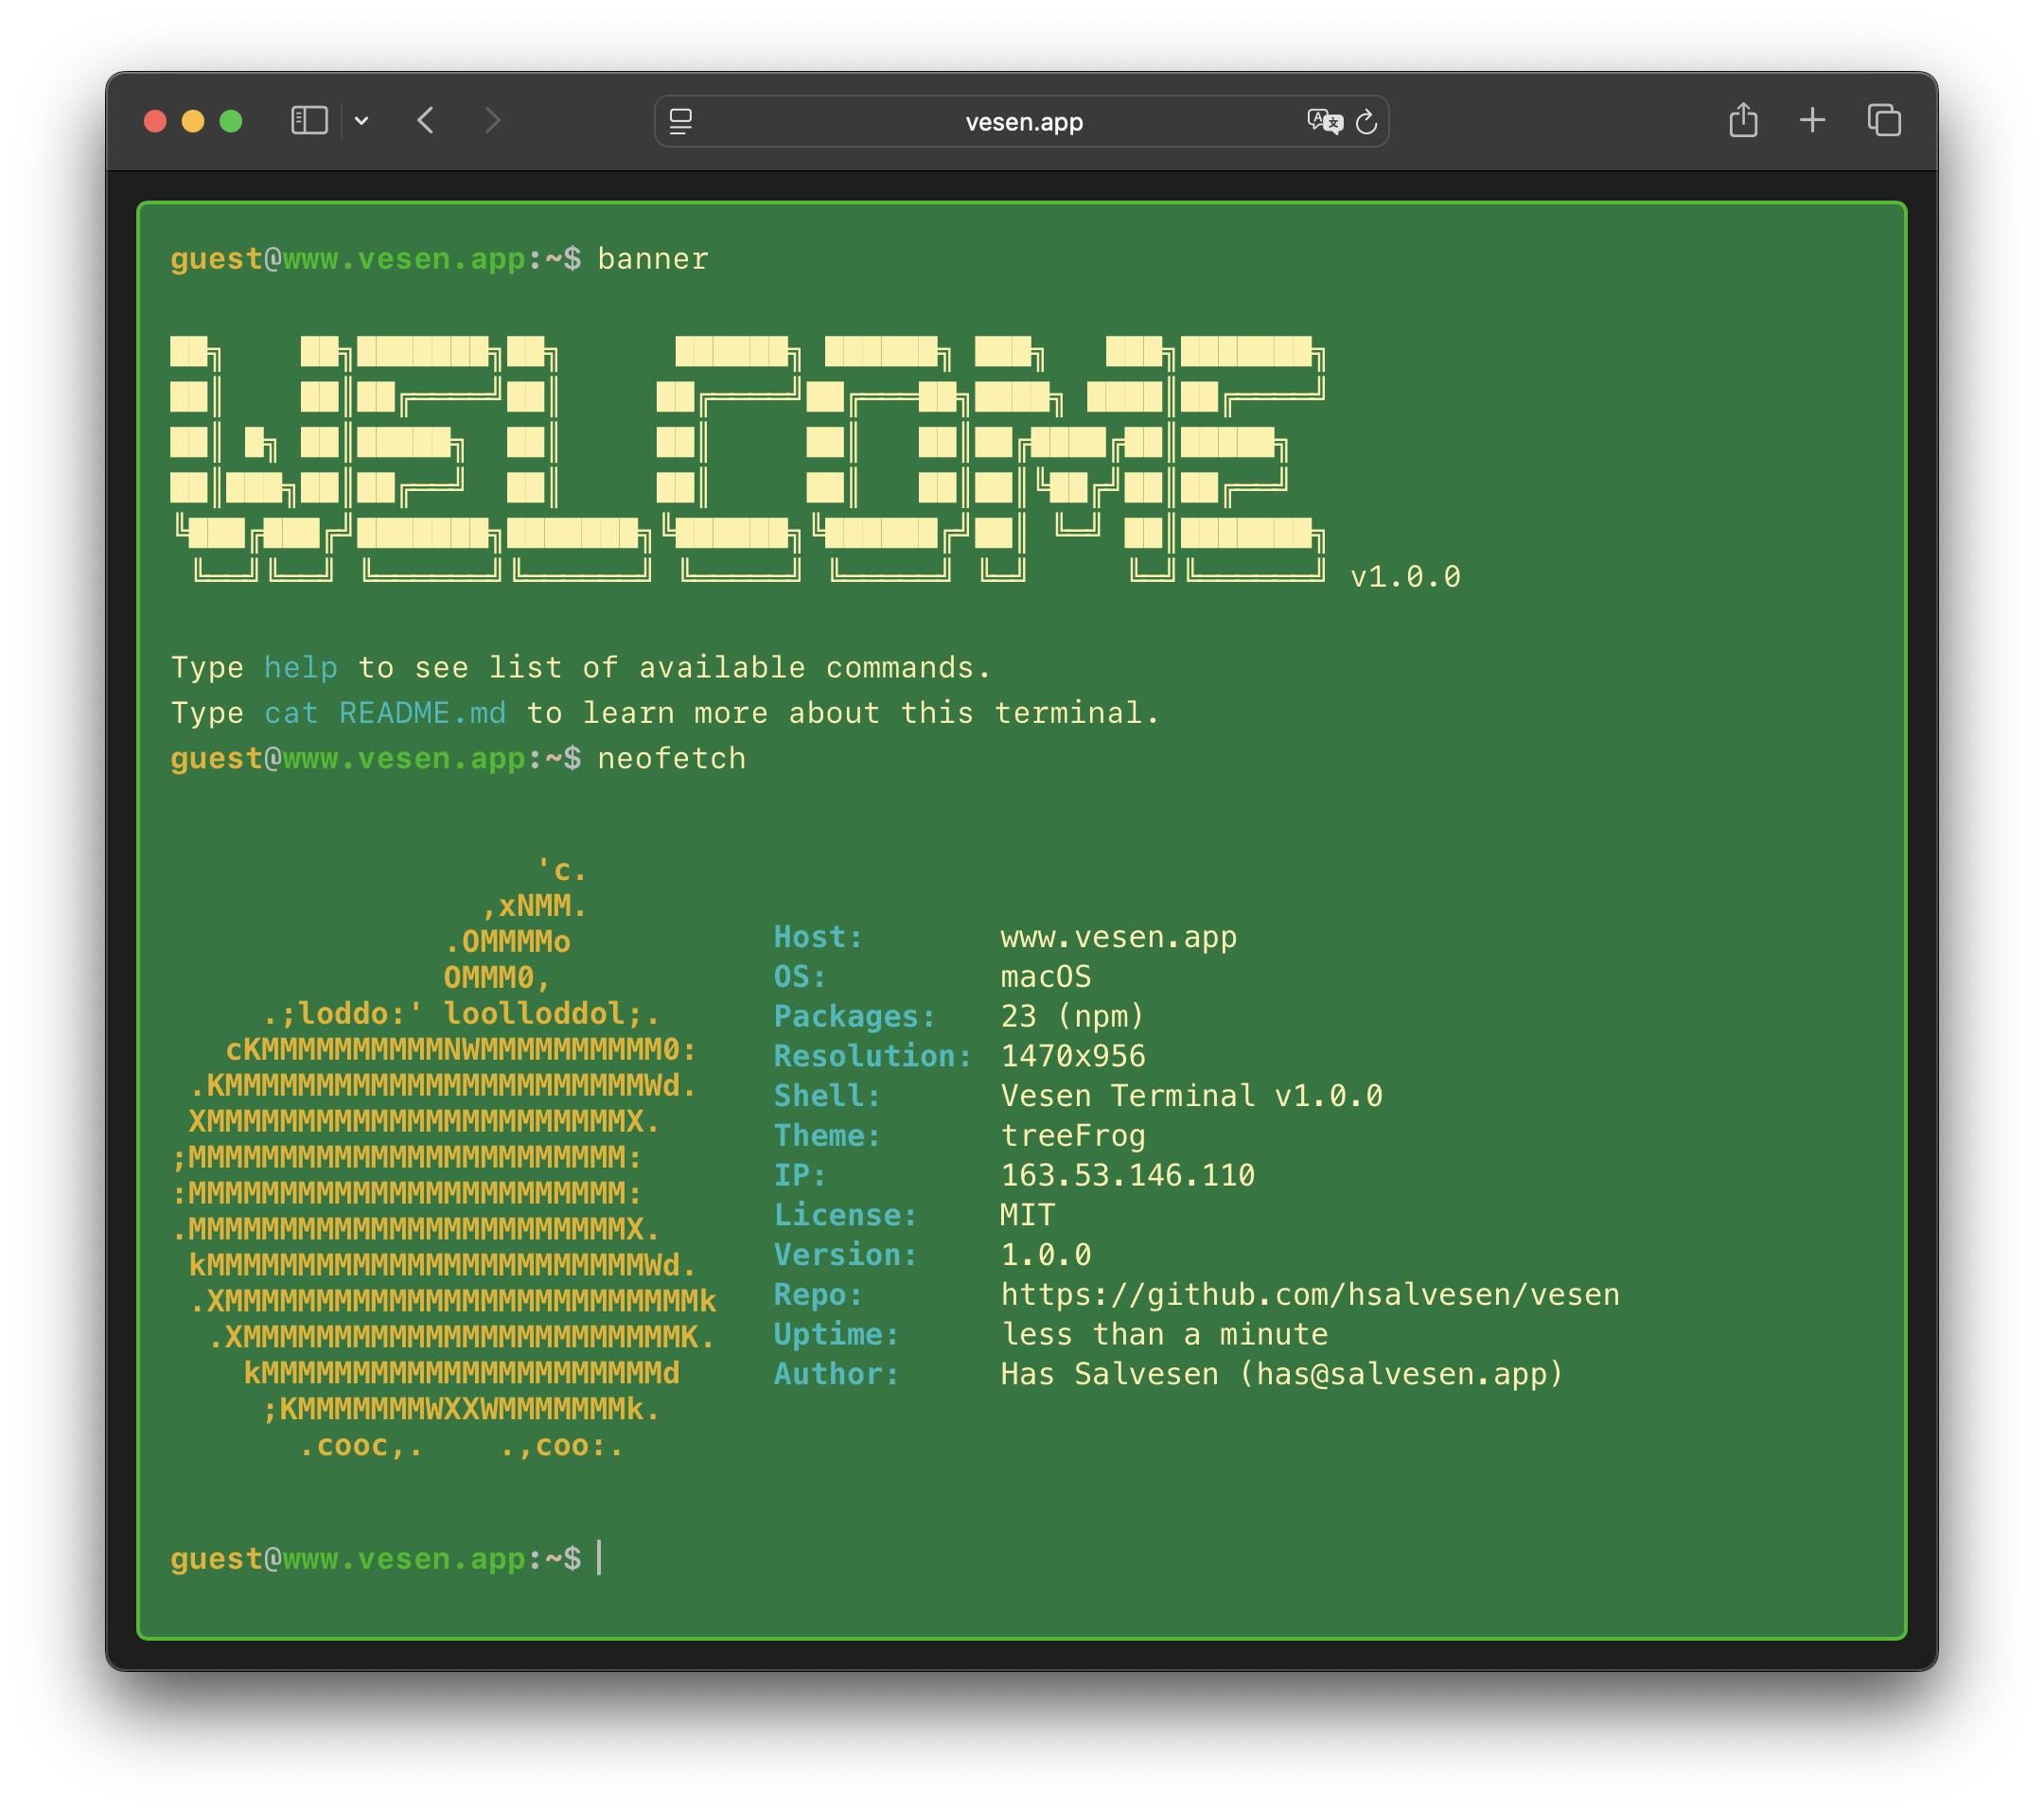 vesen.app
guest@www.vesen.app:~$ banner
WELCOME
v1.0.0
Type help to see list of available commands.
Type cat README.md to learn more about this terminal.
guest@www.vesen.app:~$ neofetch
'c.
,xNMM.
.OMMMMo
OMMM0,
.;loddo:' loolloddol;.
cKMMMMMMMMMMNWMMMMMMMMMM0:
.KMMMMMMMMMMMMMMMMMMMMMMMWd.
XMMMMMMMMMMMMMMMMMMMMMMMX.
;MMMMMMMMMMMMMMMMMMMMMMMM:
:MMMMMMMMMMMMMMMMMMMMMMMM:
.MMMMMMMMMMMMMMMMMMMMMMMMX.
kMMMMMMMMMMMMMMMMMMMMMMMMWd.
.XMMMMMMMMMMMMMMMMMMMMMMMMMMk
.XMMMMMMMMMMMMMMMMMMMMMMMMK.
kMMMMMMMMMMMMMMMMMMMMMMd
;KMMMMMMMWXXWMMMMMMMk.
.cooc,.    .,coo:.
Host: www.vesen.app
OS: macOS
Packages: 23 (npm)
Resolution: 1470x956
Shell: Vesen Terminal v1.0.0
Theme: treeFrog
IP: 163.53.146.110
License: MIT
Version: 1.0.0
Repo: https://github.com/hsalvesen/vesen
Uptime: less than a minute
Author: Has Salvesen (has@salvesen.app)
guest@www.vesen.app:~$